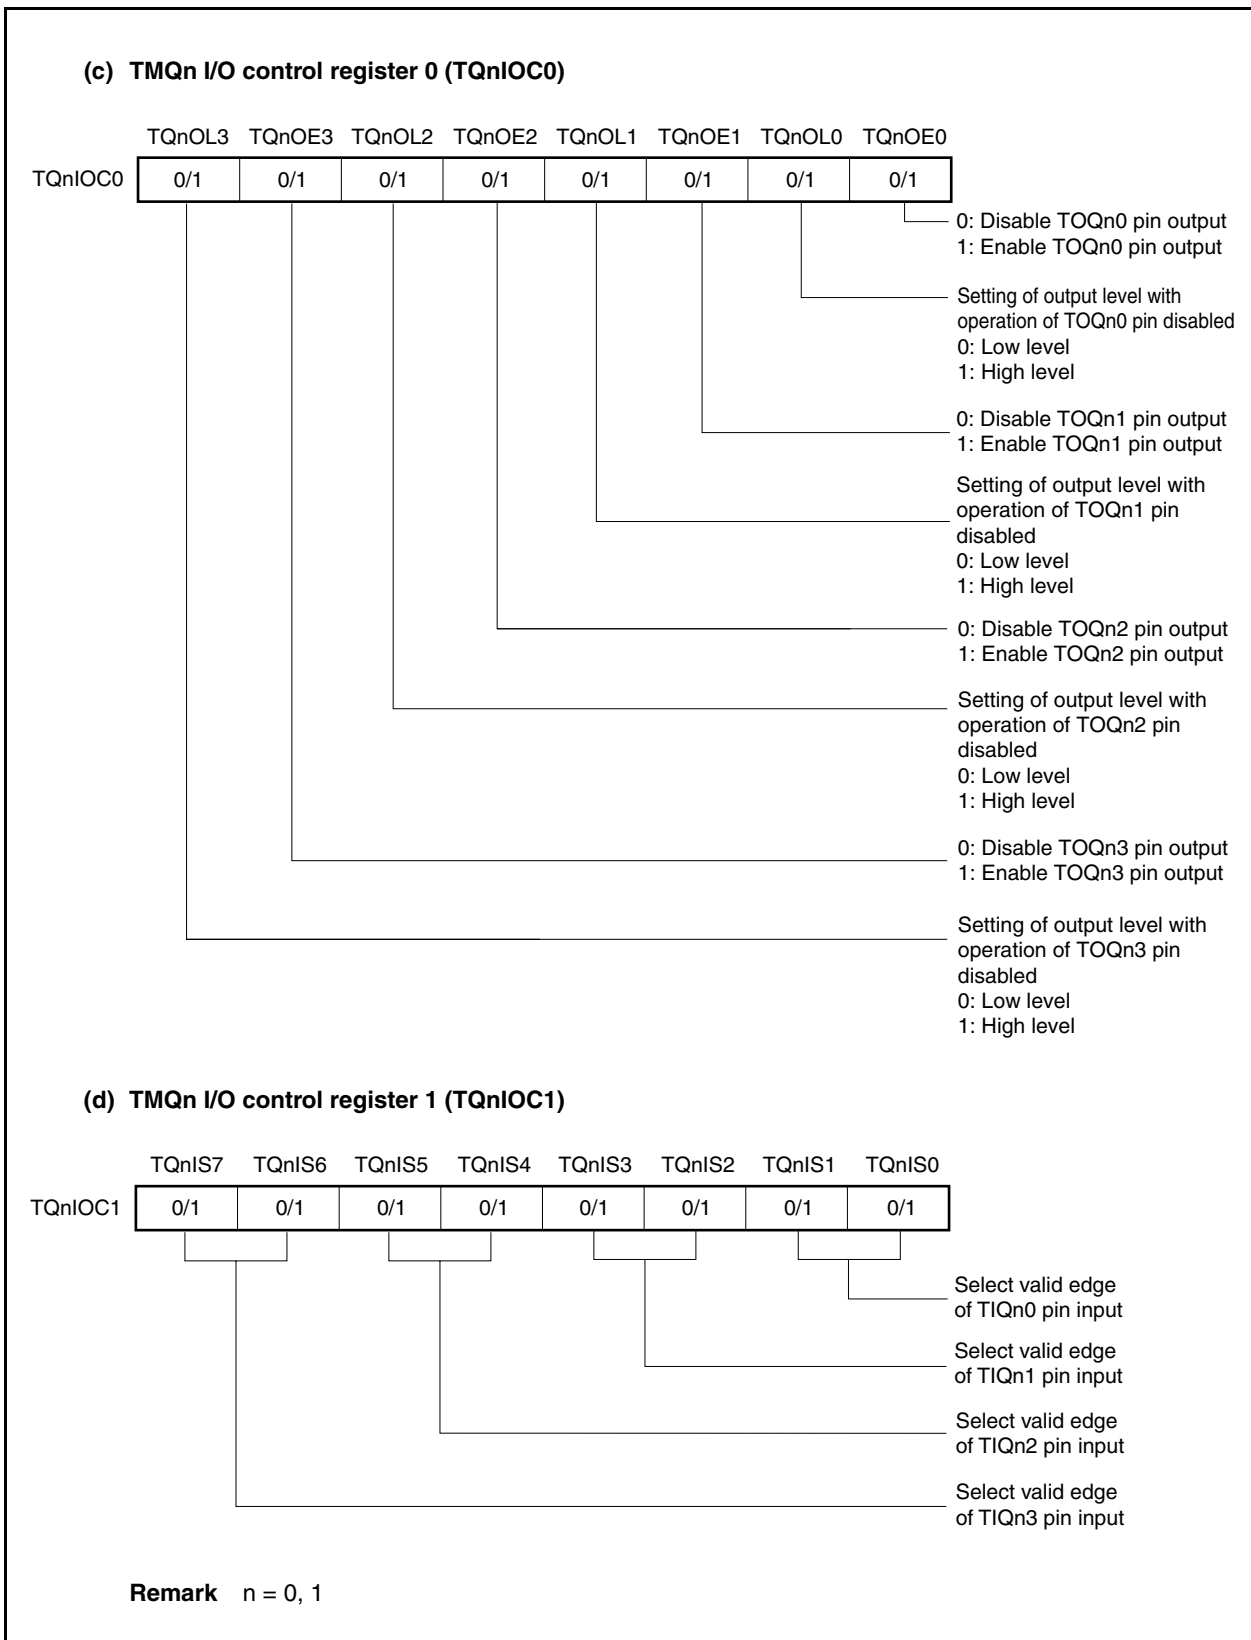 (c) TMQn I/O control register 0 (TQnIOC0)
TQnOL3 TQnOE3 TQnOL2 TQnOE2 TQnOL1 TQnOE1 TQnOL0 TQnOE0
TQnIOC0 0/1 0/1 0/1 0/1 0/1 0/1 0/1 0/1
0: Disable TOQn0 pin output
1: Enable TOQn0 pin output
Setting of output level with
operation of TOQn0 pin disabled
0: Low level
1: High level
0: Disable TOQn1 pin output
1: Enable TOQn1 pin output
Setting of output level with
operation of TOQn1 pin
disabled
0: Low level
1: High level
0: Disable TOQn2 pin output
1: Enable TOQn2 pin output
Setting of output level with
operation of TOQn2 pin
disabled
0: Low level
1: High level
0: Disable TOQn3 pin output
1: Enable TOQn3 pin output
Setting of output level with
operation of TOQn3 pin
disabled
0: Low level
1: High level
(d) TMQn I/O control register 1 (TQnIOC1)
TQnIS7 TQnIS6 TQnIS5 TQnIS4 TQnIS3 TQnIS2 TQnIS1 TQnIS0
TQnIOC1 0/1 0/1 0/1 0/1 0/1 0/1 0/1 0/1
Select valid edge
of TIQn0 pin input
Select valid edge
of TIQn1 pin input
Select valid edge
of TIQn2 pin input
Select valid edge
of TIQn3 pin input
Remark n = 0, 1